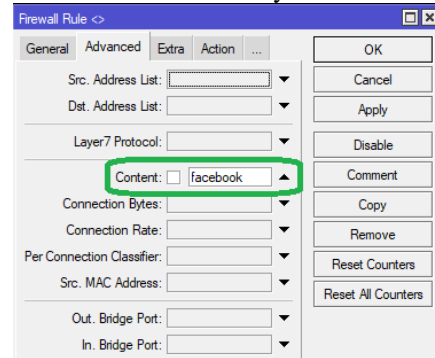 Firewall Rule <>
General Advanced Extra Action ...
OK
Src. Address List:
Cancel
Dst. Address List:
Apply
Layer7 Protocol:
Disable
Content: facebook
Comment
Connection Bytes:
Copy
Connection Rate:
Remove
Per Connection Classifier:
Reset Counters
Src. MAC Address:
Reset All Counters
Out. Bridge Port:
In. Bridge Port: